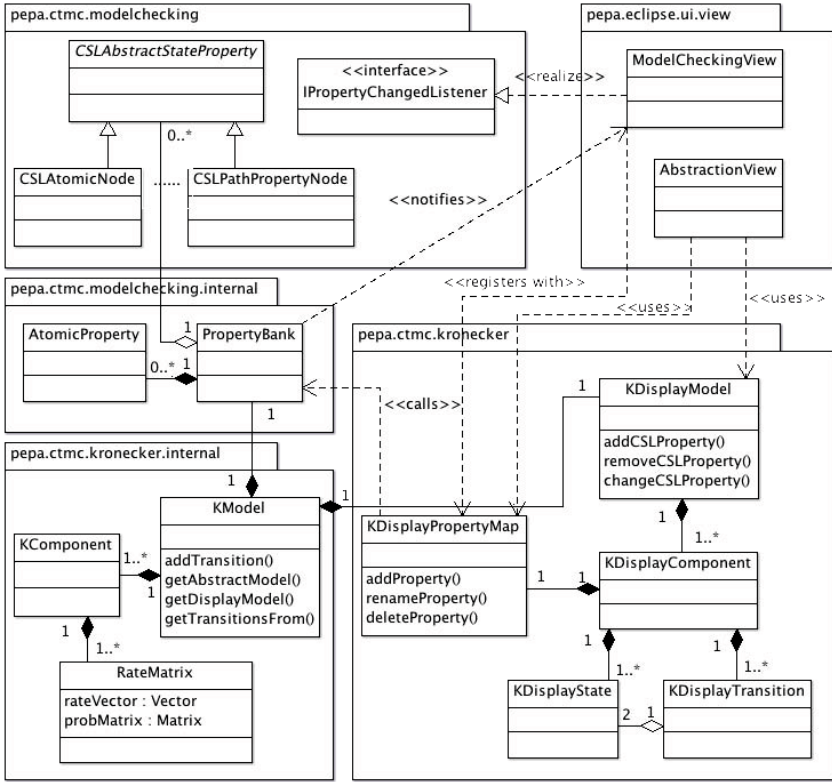 pepa.ctmc.modelchecking
CSLAbstractStateProperty
<<interface>>
IPropertyChangedListener
0..*
CSLAtomicNode
......
CSLPathPropertyNode
pepa.eclipse.ui.view
ModelCheckingView
<<realize>>
AbstractionView
<<notifies>>
<<registers with>>
<<uses>>
<<uses>>
pepa.ctmc.modelchecking.internal
AtomicProperty
PropertyBank
1
0..*
1
1
<<calls>>
pepa.ctmc.kronecker.internal
1
KModel
addTransition()
getAbstractModel()
getDisplayModel()
getTransitionsFrom()
1
KComponent
1..*
1
1
1..*
RateMatrix
rateVector : Vector
probMatrix : Matrix
pepa.ctmc.kronecker
1
KDisplayModel
addCSLProperty()
removeCSLProperty()
changeCSLProperty()
1
1..*
KDisplayPropertyMap
addProperty()
renameProperty()
deleteProperty()
1
1
KDisplayComponent
1
1..*
1
1..*
KDisplayState
2
1
KDisplayTransition